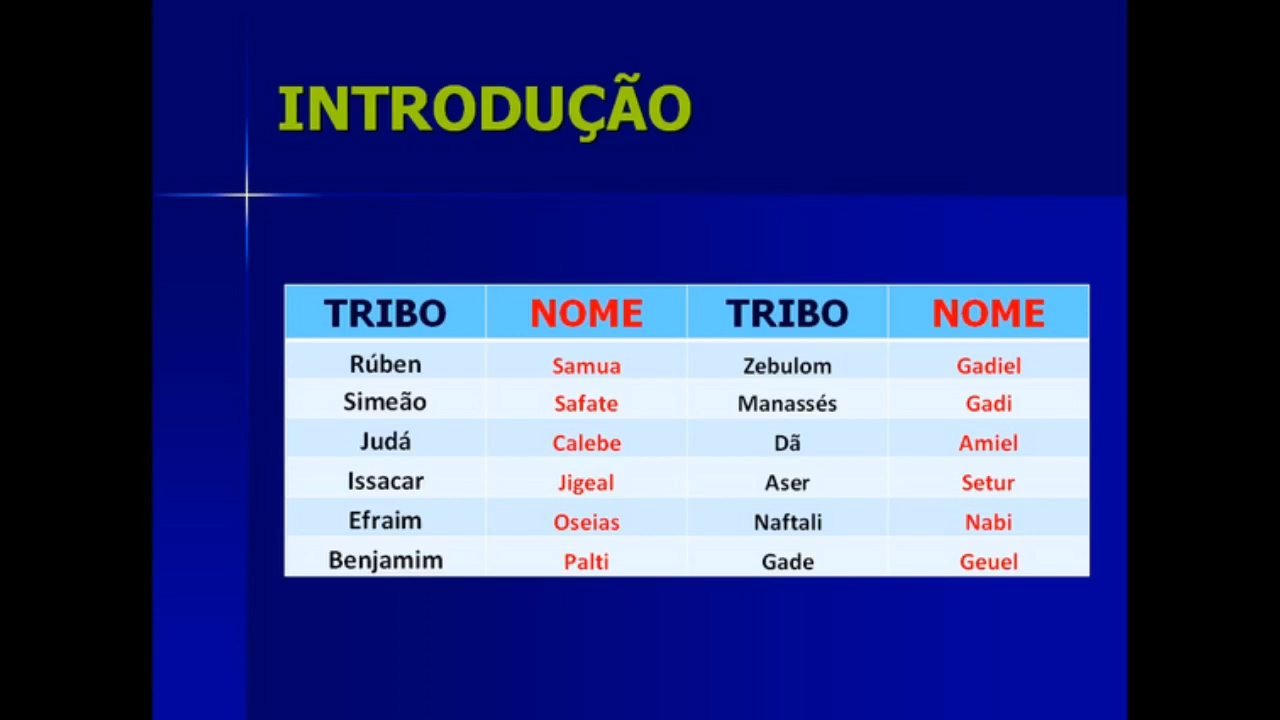 INTRODUÇÃO
TRIBO NOME TRIBO NOME
Rúben Samua Zebulom Gadiel
Simeão Safate Manassés Gadi
Judá Calebe Dã Amiel
Issacar Jigeal Aser Setur
Efraim Oseias Naftali Nabi
Benjamim Palti Gade Geuel